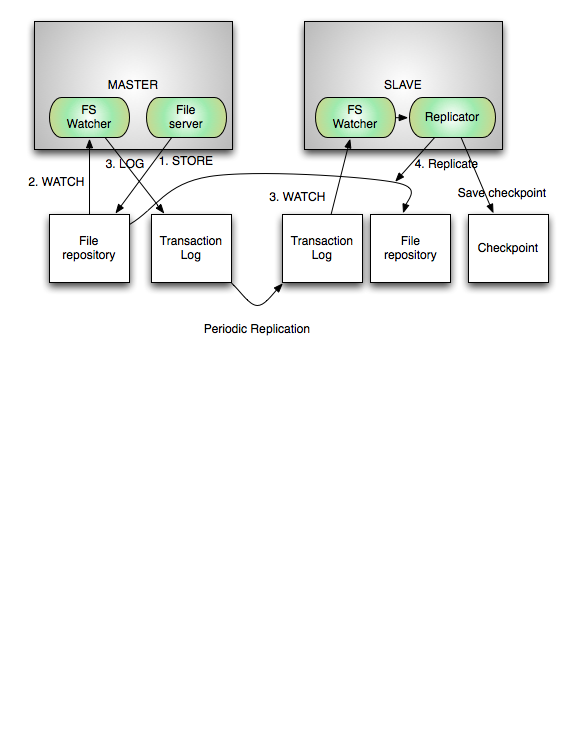 MASTER
SLAVE
FS
Watcher
File
server
FS
Watcher
Replicator
3. LOG
1. STORE
4. Replicate
2. WATCH
3. WATCH
Save checkpoint
File
repository
Transaction
Log
Transaction
Log
File
repository
Checkpoint
Periodic Replication